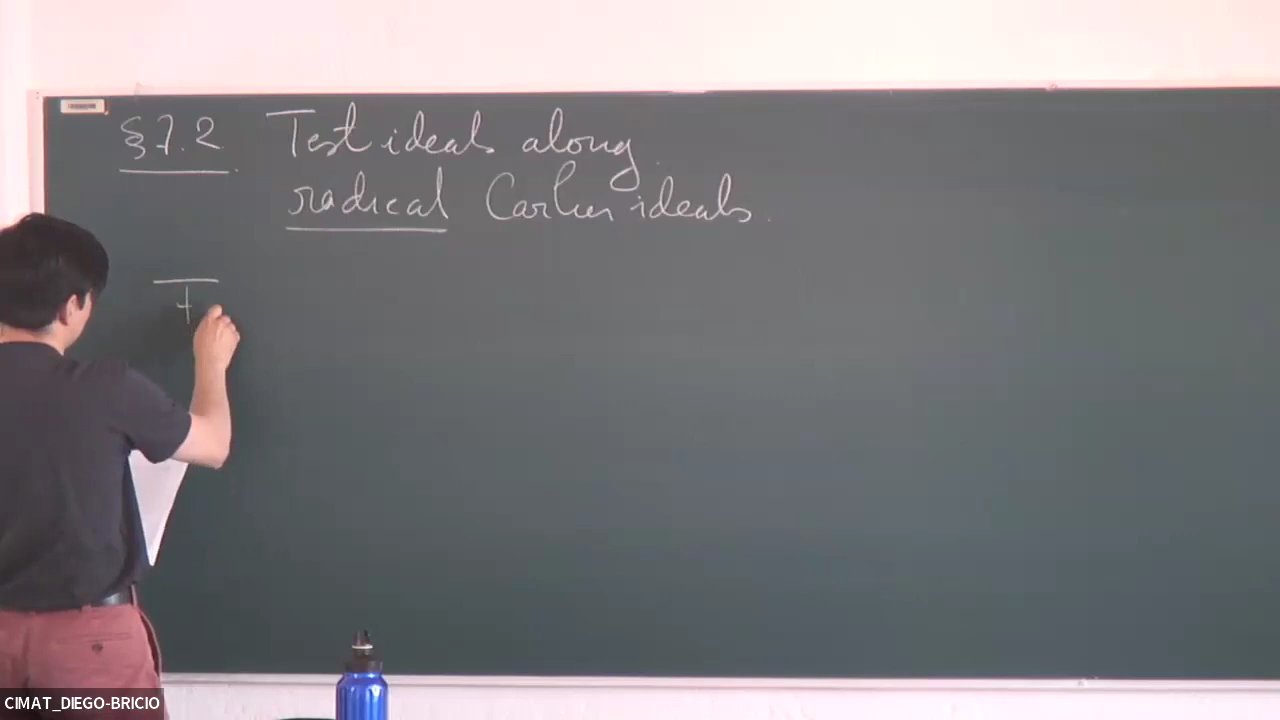 §7.2 Test ideals along
radical Cartier ideals.
CIMAT_DIEGO-BRICIO